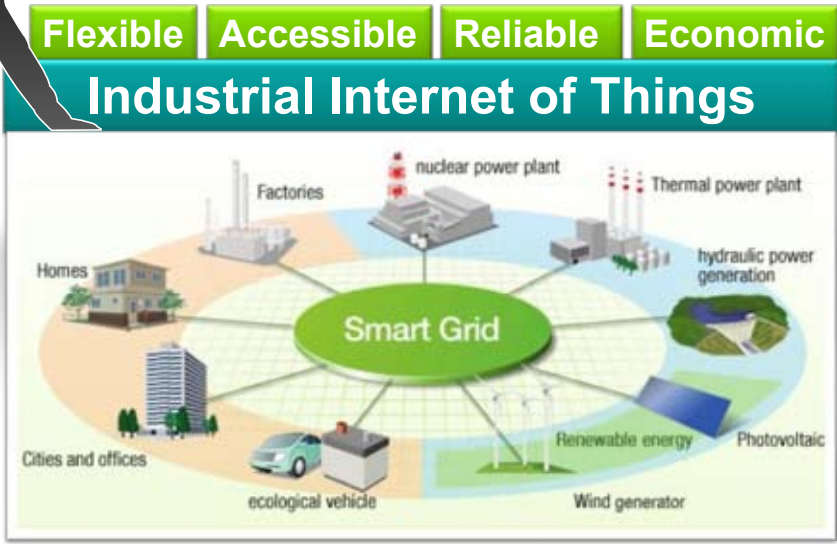 Flexible Accessible Reliable Economic
Industrial Internet of Things
nuclear power plant
Factories
Thermal power plant
Homes
hydraulic power
generation
Smart Grid
Cities and offices
Renewable energy
Photovoltaic
ecological vehicle
Wind generator